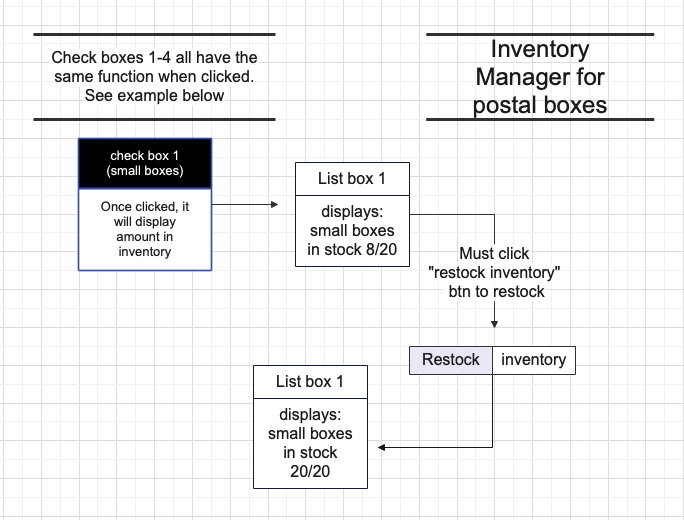 Check boxes 1-4 all have the
same function when clicked.
See example below
Inventory
Manager for
postal boxes
check box 1
(small boxes)
Once clicked, it
will display
amount in
inventory
List box 1
displays:
small boxes
in stock 8/20
Must click
"restock inventory"
btn to restock
Restock
inventory
List box 1
displays:
small boxes
in stock
20/20